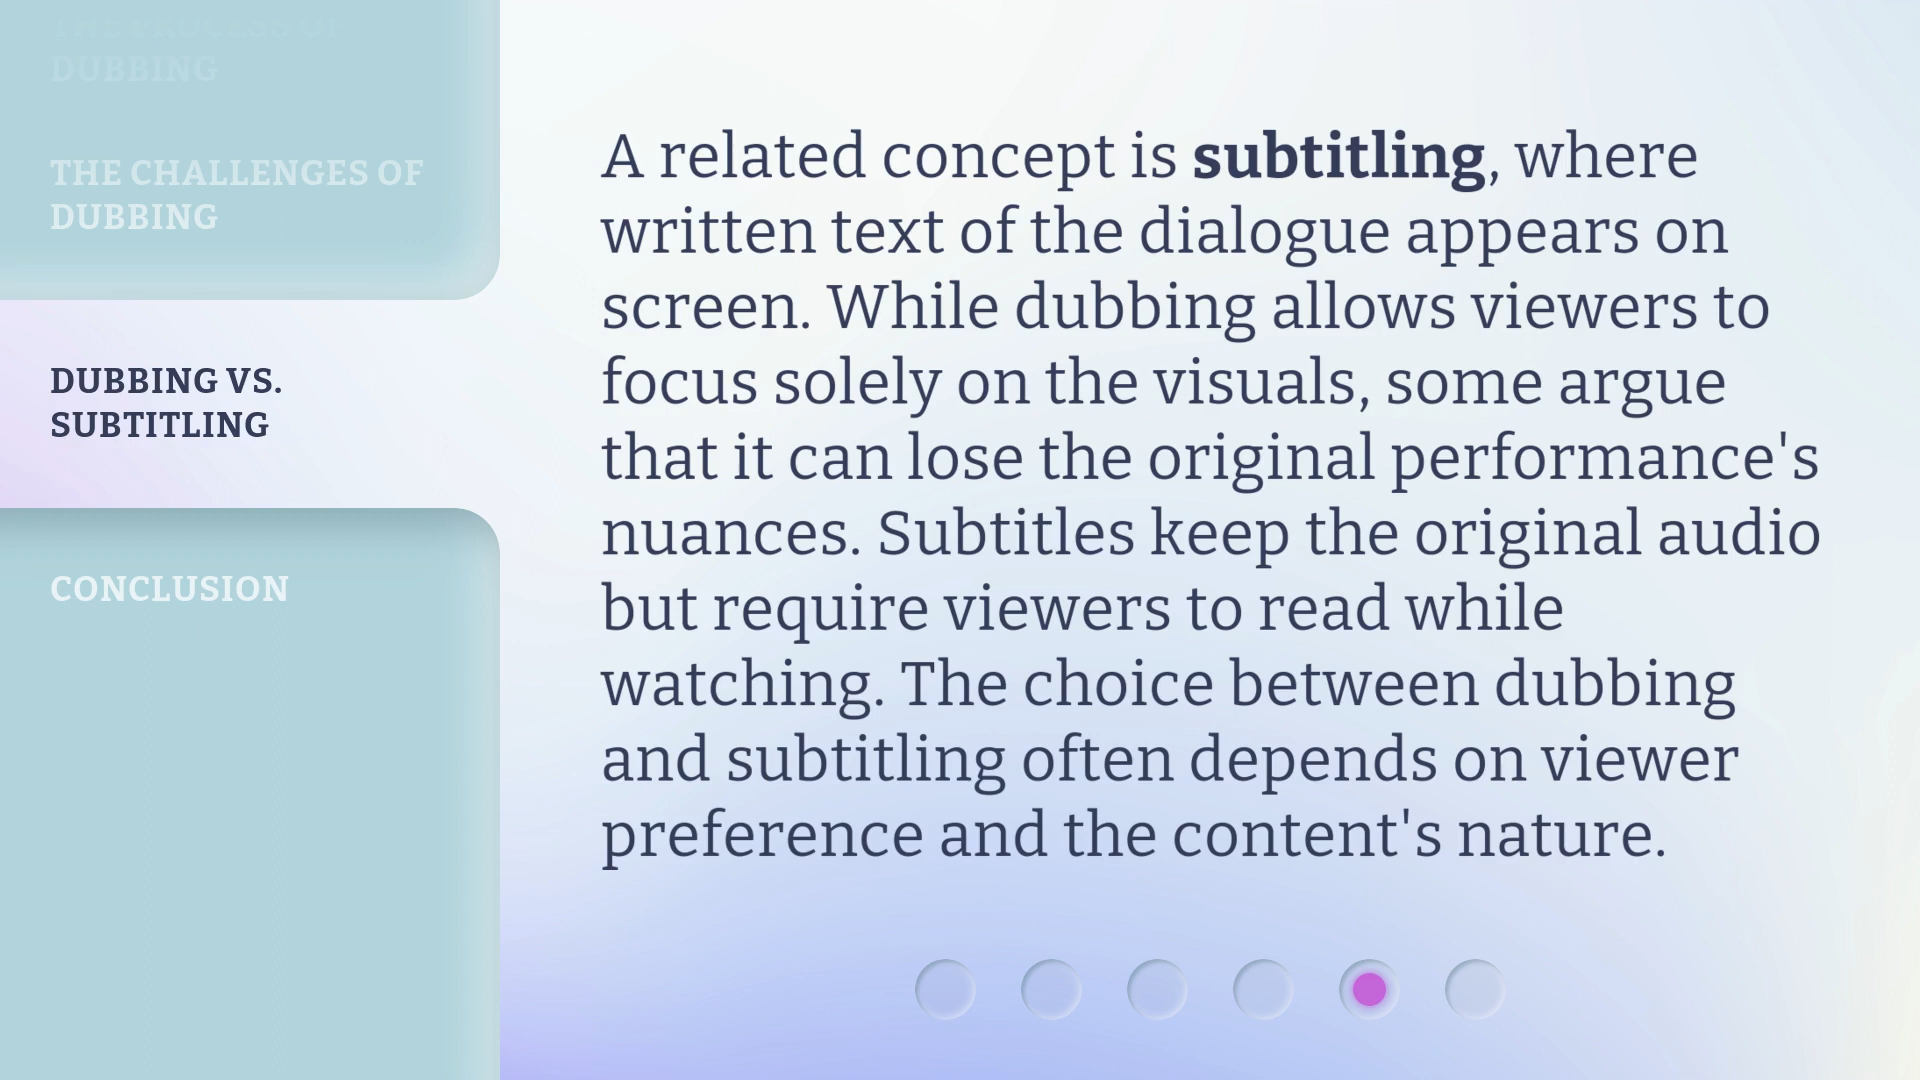 THE PROCESS OF
DUBBING
THE CHALLENGES OF
DUBBING
DUBBING VS.
SUBTITLING
CONCLUSION
A related concept is subtitling, where
written text of the dialogue appears on
screen. While dubbing allows viewers to
focus solely on the visuals, some argue
that it can lose the original performance's
nuances. Subtitles keep the original audio
but require viewers to read while
watching. The choice between dubbing
and subtitling often depends on viewer
preference and the content's nature.